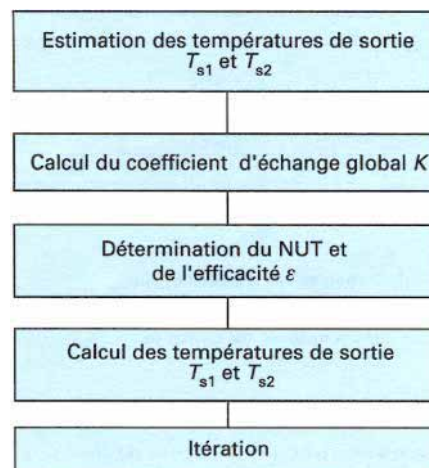 Estimation des températures de sortie
Ts1 et Ts2
Calcul du coefficient d'échange global K
Détermination du NUT et
de l'efficacité ε
Calcul des températures de sortie
Ts1 et Ts2
Itération